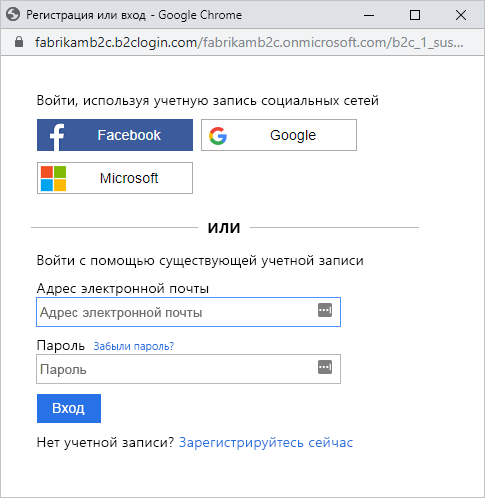 Регистрация или вход - Google Chrome
fabrikamb2c.b2clogin.com/fabrikamb2c.onmicrosoft.com/b2c_1_sus...
Войти, используя учетную запись социальных сетей
Facebook Google
Microsoft
ИЛИ
Войти с помощью существующей учетной записи
Адрес электронной почты
Адрес электронной почты
Пароль Забыли пароль?
Пароль
Вход
Нет учетной записи? Зарегистрируйтесь сейчас